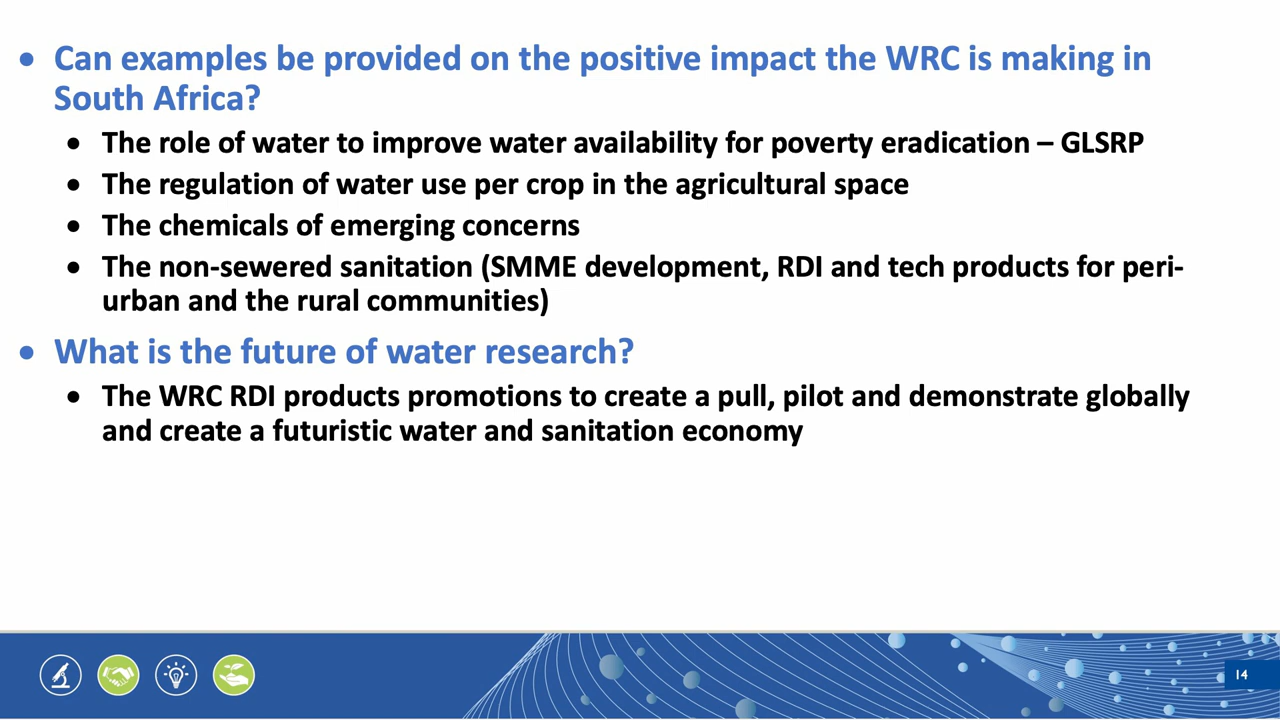 • Can examples be provided on the positive impact the WRC is making in
South Africa?
• The role of water to improve water availability for poverty eradication – GLSRP
• The regulation of water use per crop in the agricultural space
• The chemicals of emerging concerns
• The non-sewered sanitation (SMME development, RDI and tech products for peri-
urban and the rural communities)
• What is the future of water research?
• The WRC RDI products promotions to create a pull, pilot and demonstrate globally
and create a futuristic water and sanitation economy
14